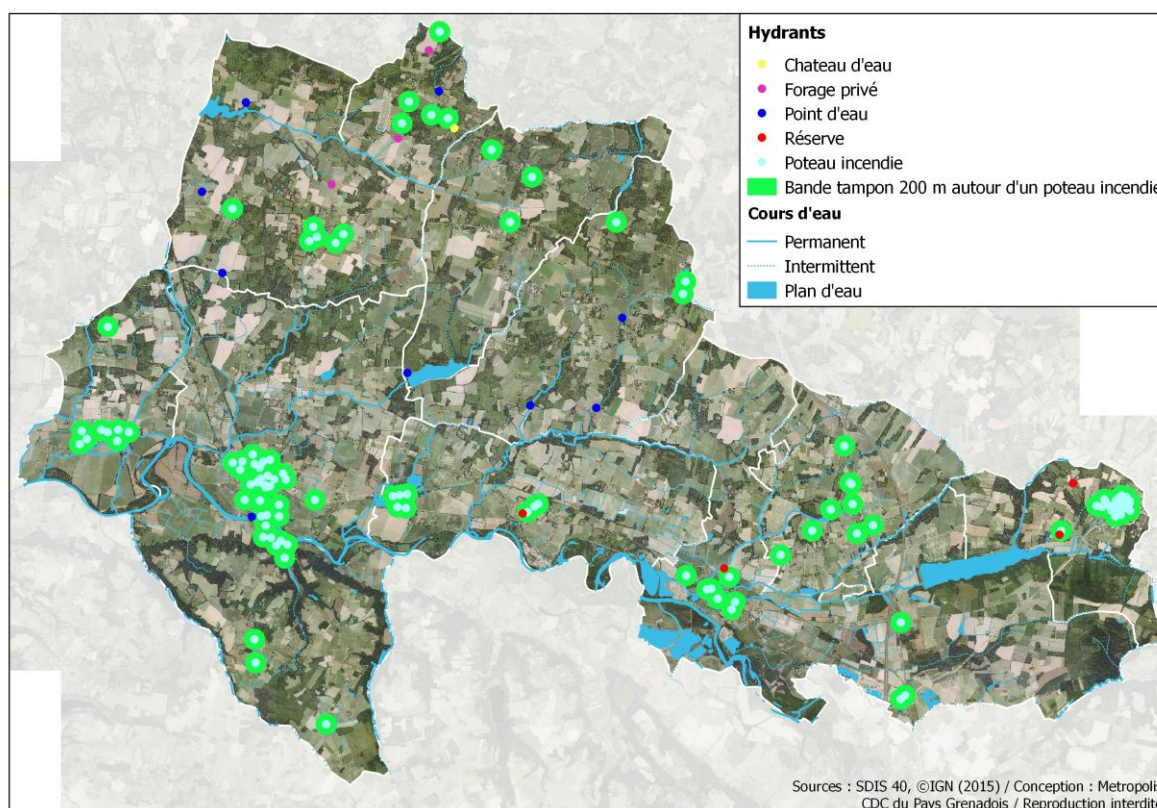 Hydrants
Chateau d'eau
Forage privé
Point d'eau
Réserve
Poteau incendie
Bande tampon 200 m autour d'un poteau incendie
Cours d'eau
Permanent
Intermittent
Plan d'eau
Sources : SDIS 40, ©IGN (2015) / Conception : Metropolis
CDC du Pays Grenadois / Reproduction interdite